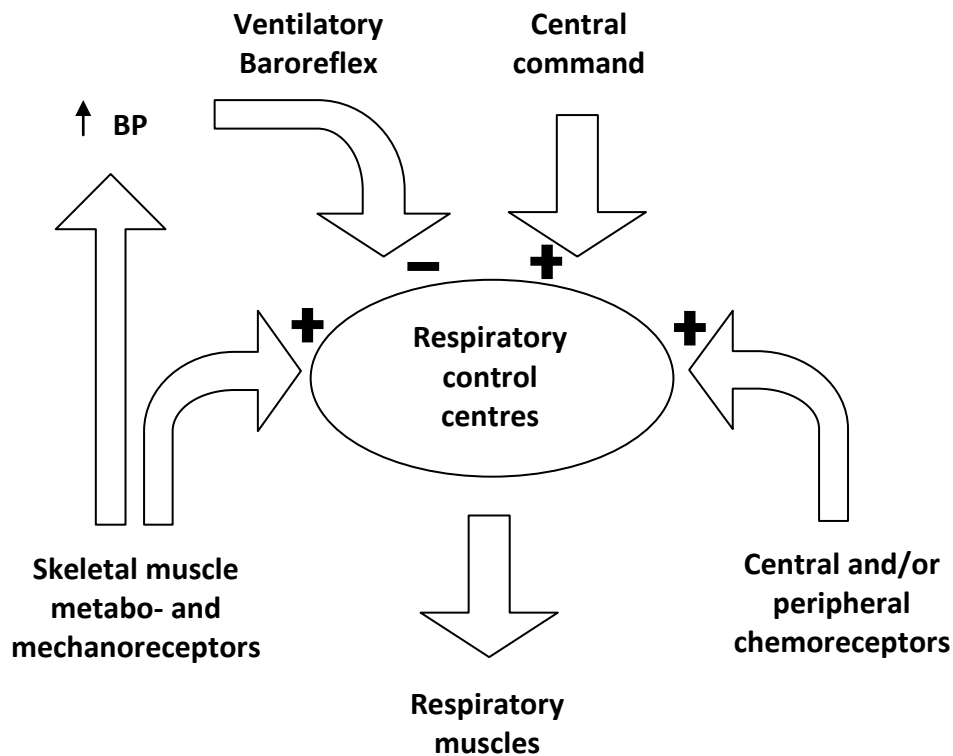 Ventilatory
Baroreflex
Central
command
BP
Respiratory
control
centres
Skeletal muscle
metabo- and
mechanoreceptors
Central and/or
peripheral
chemoreceptors
Respiratory
muscles